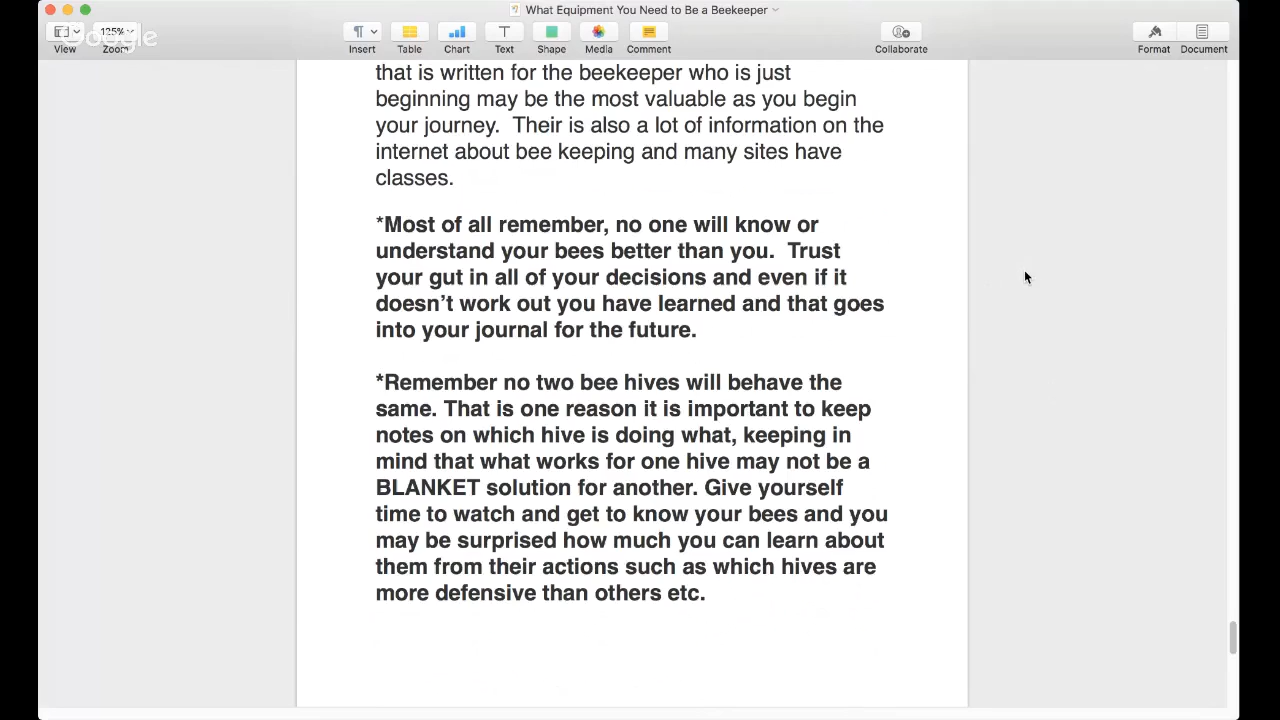 What Equipment You Need to Be a Beekeeper
125%
Google
View
Zoom
Insert
Table
Chart
Text
Shape
Media
Comment
Collaborate
Format
Document
that is written for the beekeeper who is just
beginning may be the most valuable as you begin
your journey.  Their is also a lot of information on the
internet about bee keeping and many sites have
classes.
*Most of all remember, no one will know or
understand your bees better than you.  Trust
your gut in all of your decisions and even if it
doesn’t work out you have learned and that goes
into your journal for the future.
*Remember no two bee hives will behave the
same. That is one reason it is important to keep
notes on which hive is doing what, keeping in
mind that what works for one hive may not be a
BLANKET solution for another. Give yourself
time to watch and get to know your bees and you
may be surprised how much you can learn about
them from their actions such as which hives are
more defensive than others etc.